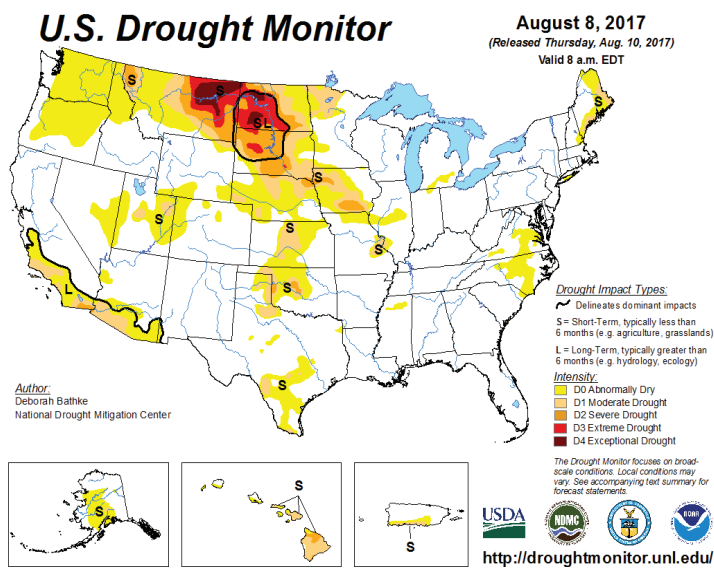 U.S. Drought Monitor
August 8, 2017
(Released Thursday, Aug. 10, 2017)
Valid 8 a.m. EDT
S
S
SL
S
S
S
S
S
S
L
S
Drought Impact Types:
Delineates dominant impacts
S = Short-Term, typically less than
6 months (e.g. agriculture, grasslands)
L = Long-Term, typically greater than
6 months (e.g. hydrology, ecology)
Intensity:
D0 Abnormally Dry
D1 Moderate Drought
D2 Severe Drought
D3 Extreme Drought
D4 Exceptional Drought
Author:
Deborah Bathke
National Drought Mitigation Center
The Drought Monitor focuses on broad-
scale conditions. Local conditions may
vary. See accompanying text summary for
forecast statements.
S
S
S
USDA
NDMC
NOAA
http://droughtmonitor.unl.edu/